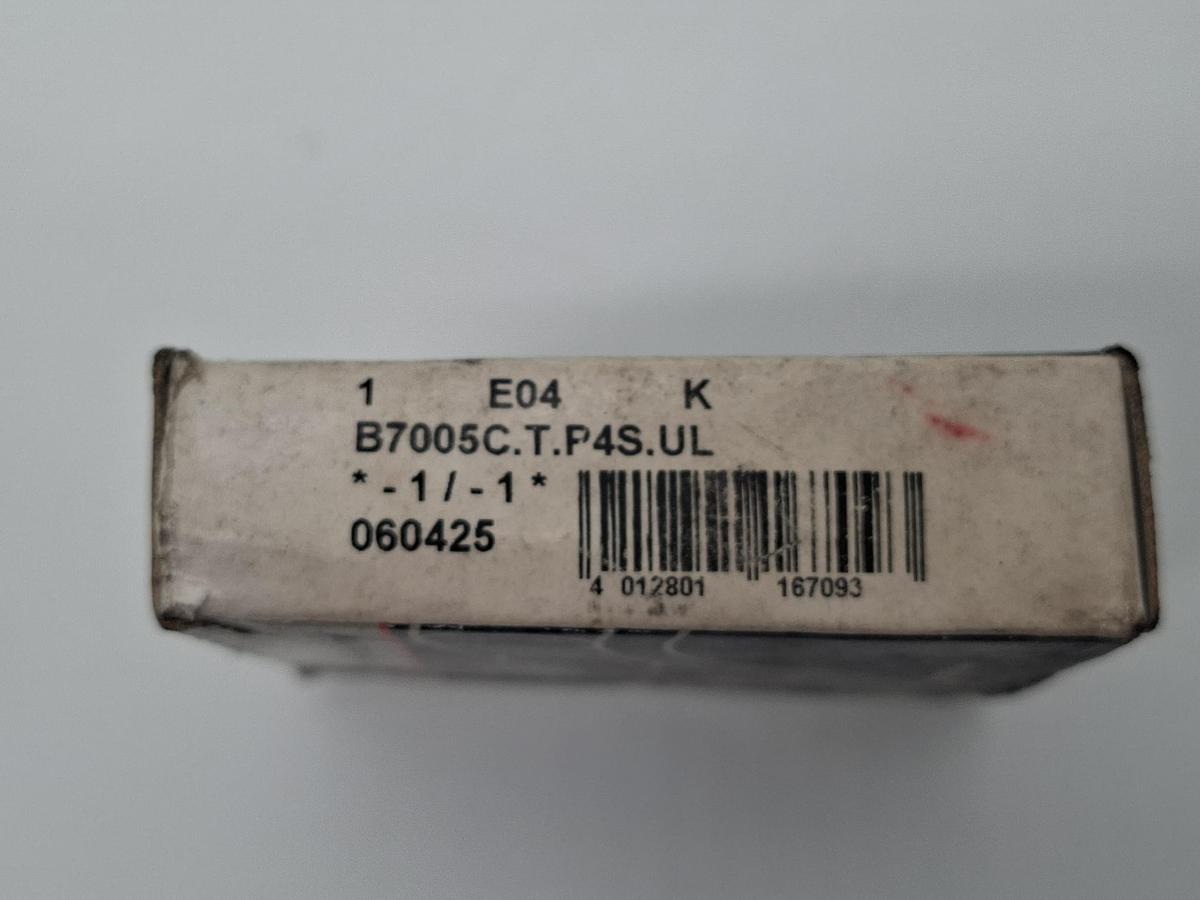 1 E04 K
B7005C.T.P4S.UL
* - 1 / - 1 *
060425
4 012801 167093